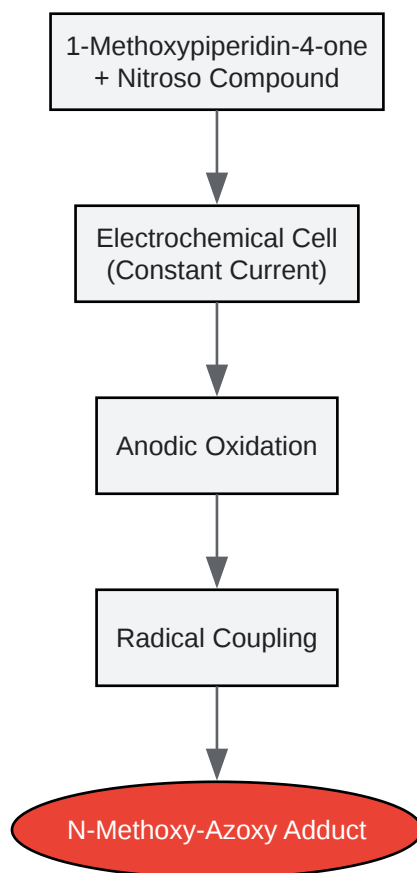 1-Methoxypiperidin-4-one
+ Nitroso Compound
Electrochemical Cell
(Constant Current)
Anodic Oxidation
Radical Coupling
N-Methoxy-Azoxy Adduct